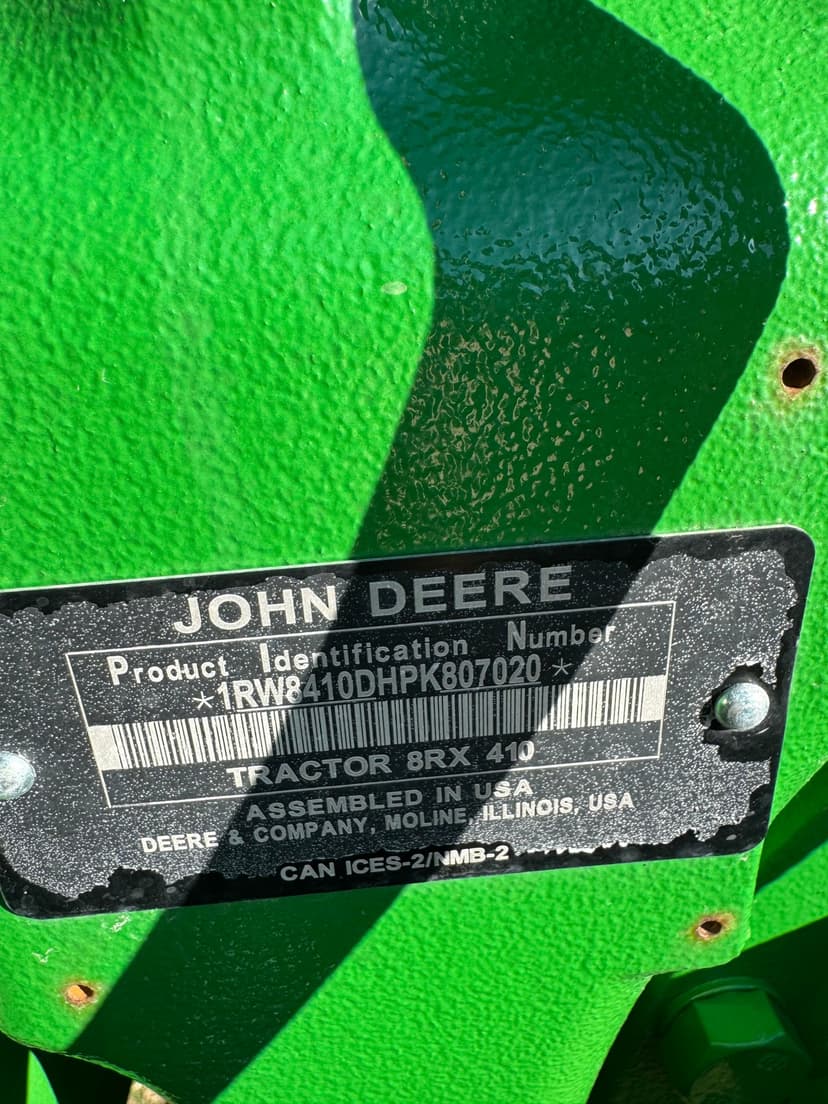 JOHN DEERE
Product Identification Number
*1RW8410DHPK807020*
TRACTOR 8RX 410
ASSEMBLED IN USA
DEERE & COMPANY, MOLINE, ILLINOIS, USA
CAN ICES-2/NMB-2